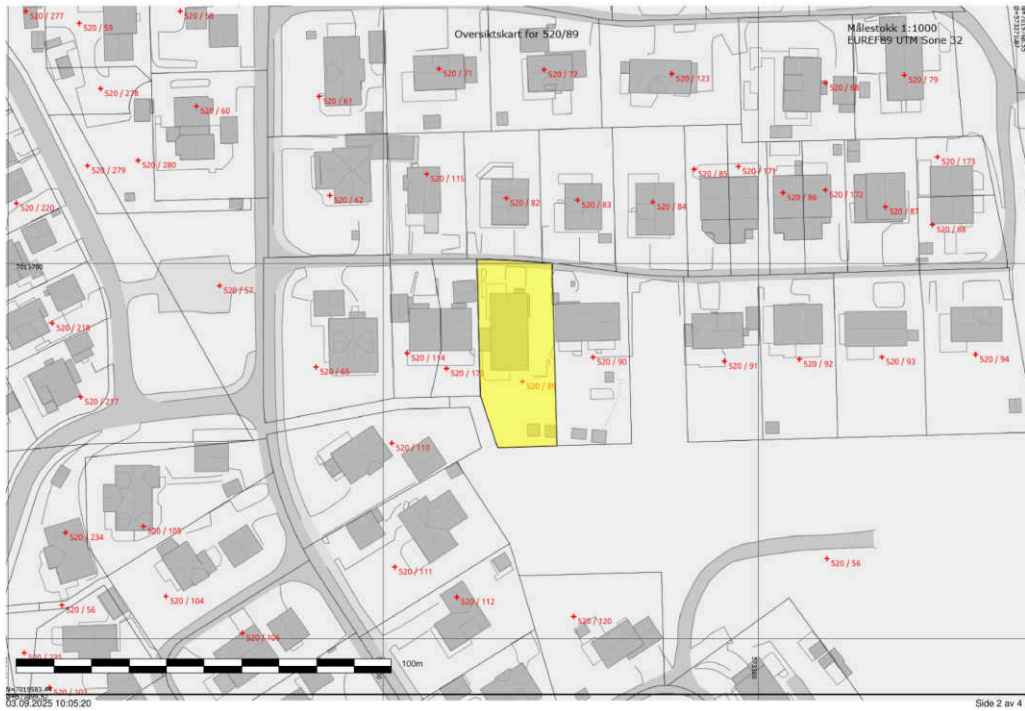 520 / 277
520 / 59
520 / 58
Oversiktskart for 520/89
Målestokk 1:1000
EUREF89 UTM Sone 32
520 / 71
520 / 72
520 / 123
520 / 68
520 / 79
520 / 278
520 / 60
520 / 61
520 / 279
520 / 280
520 / 115
520 / 85
520 / 171
520 / 173
520 / 220
520 / 62
520 / 82
520 / 83
520 / 84
520 / 86
520 / 172
520 / 87
520 / 88
520 / 57
520 / 218
520 / 114
520 / 65
520 / 89
520 / 90
520 / 91
520 / 92
520 / 93
520 / 94
520 / 217
520 / 110
520 / 234
520 / 105
520 / 56
520 / 111
520 / 56
520 / 104
520 / 112
520 / 120
520 / 106
520 / 235
100m
520 / 103
03.09.2025 10:05:20
Side 2 av 4